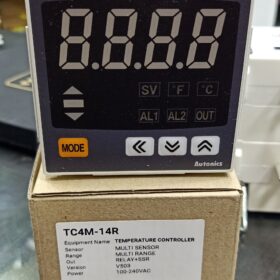 8.8.8.8
SV °F °C
AL1 AL2 OUT
MODE
Autonics
TC4M-14R
Equipment Name TEMPERATURE CONTROLLER
Sensor MULTI SENSOR
Range MULTI RANGE
Out RELAY+SSR
Version V503
Power 100-240VAC